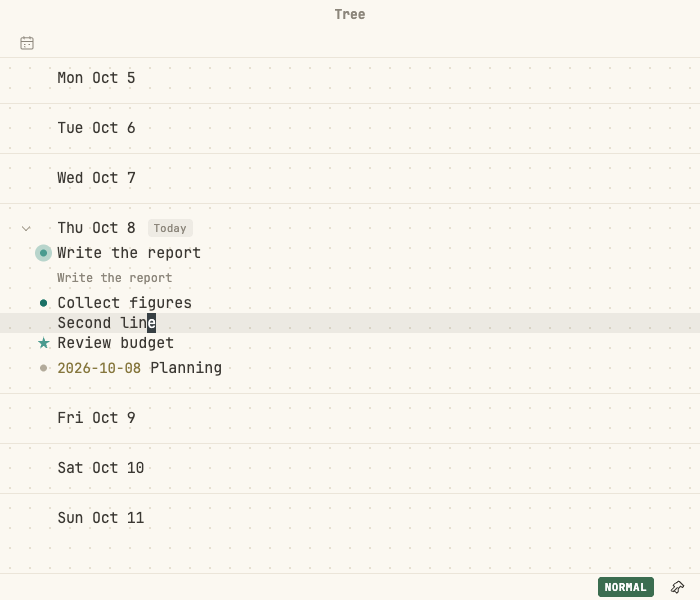 Tree
Mon Oct 5
Tue Oct 6
Wed Oct 7
Thu Oct 8 Today
Write the report
Write the report
Collect figures
Second line
Review budget
2026-10-08 Planning
Fri Oct 9
Sat Oct 10
Sun Oct 11
NORMAL